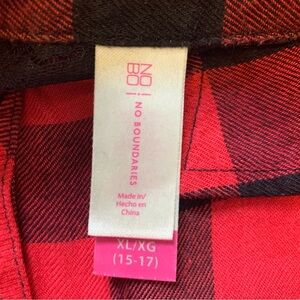 NO
BO
NO BOUNDARIES
Made in/
Hecho en
China
XL/XG
(15-17)